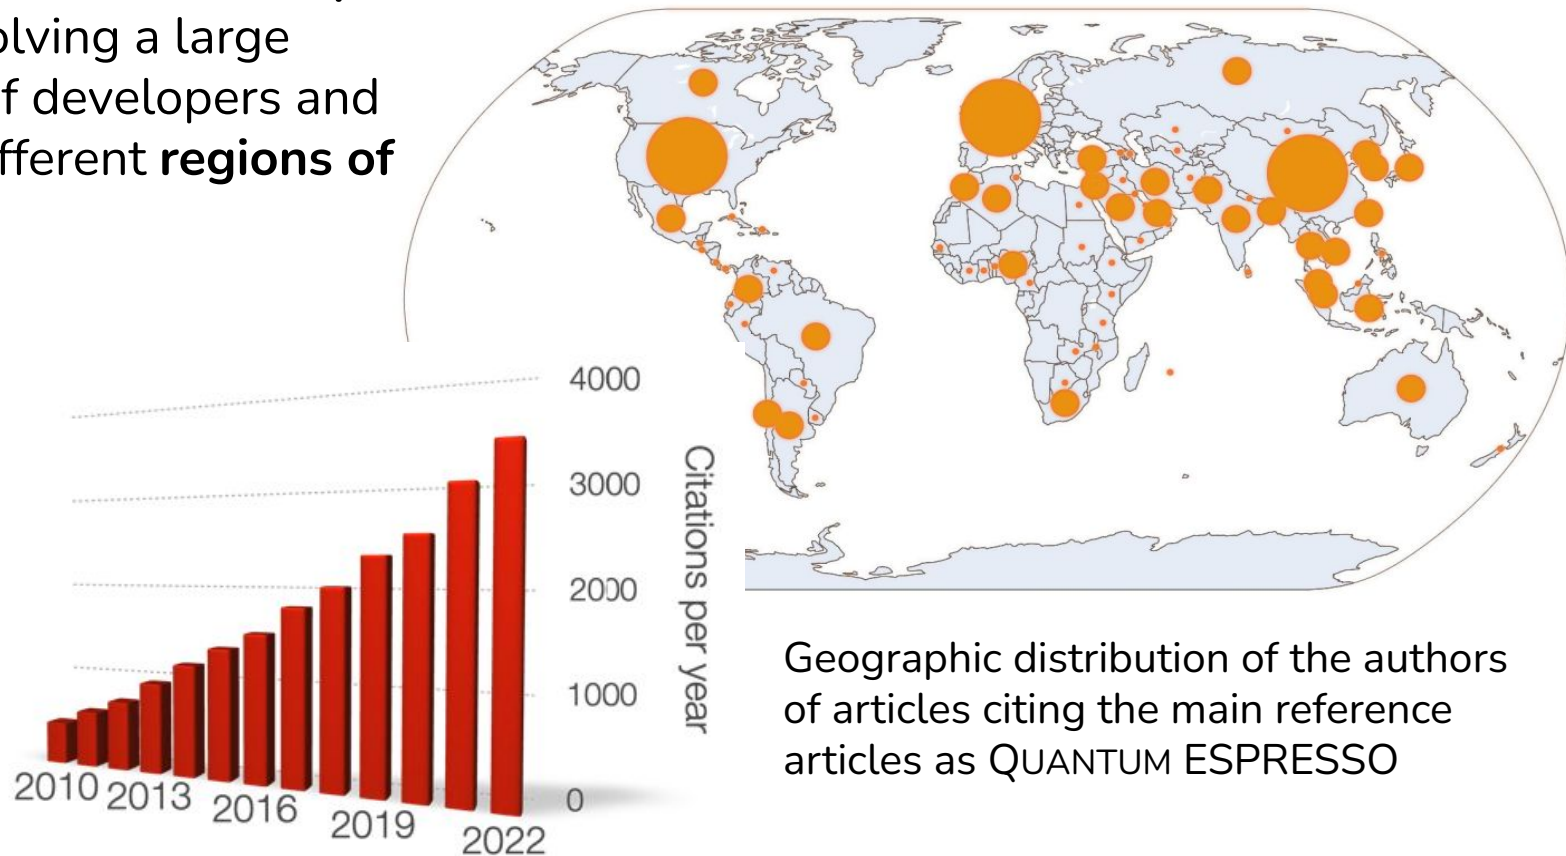 olving a large
f developers and
fferent regions of
4000
3000
2000
1000
0
Citations per year
2010 2013 2016 2019 2022
Geographic distribution of the authors
of articles citing the main reference
articles as QUANTUM ESPRESSO